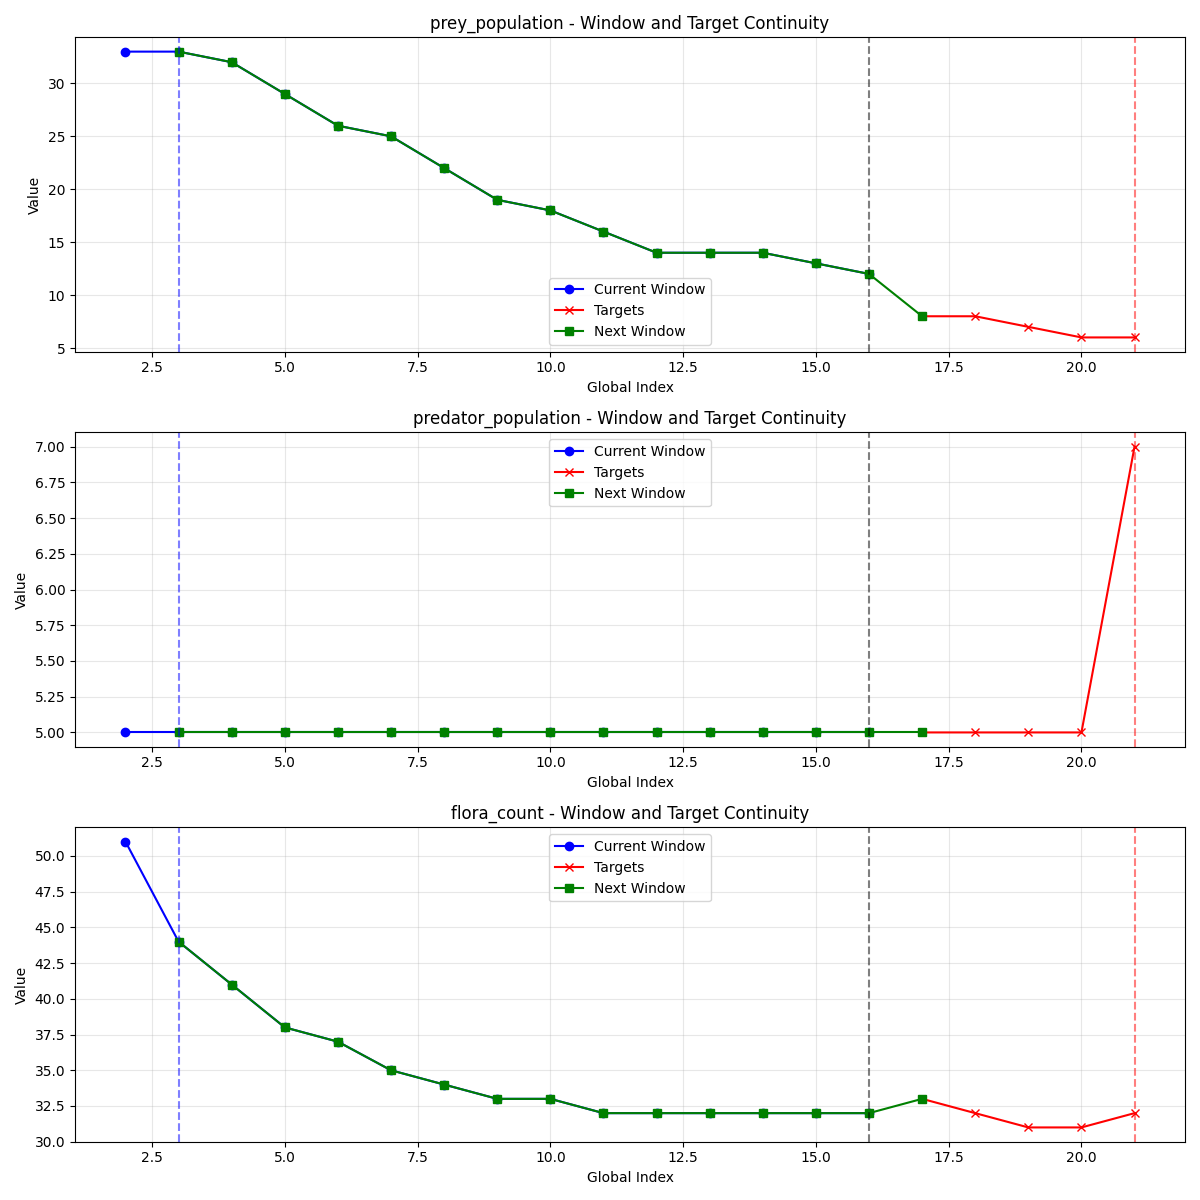 prey_population - Window and Target Continuity
Value
30
25
20
15
10
5
Current Window
Targets
Next Window
2.5 5.0 7.5 10.0 12.5 15.0 17.5 20.0
Global Index
predator_population - Window and Target Continuity
Value
7.00
6.75
6.50
6.25
6.00
5.75
5.50
5.25
5.00
Current Window
Targets
Next Window
2.5 5.0 7.5 10.0 12.5 15.0 17.5 20.0
Global Index
flora_count - Window and Target Continuity
Value
50.0
47.5
45.0
42.5
40.0
37.5
35.0
32.5
30.0
Current Window
Targets
Next Window
2.5 5.0 7.5 10.0 12.5 15.0 17.5 20.0
Global Index